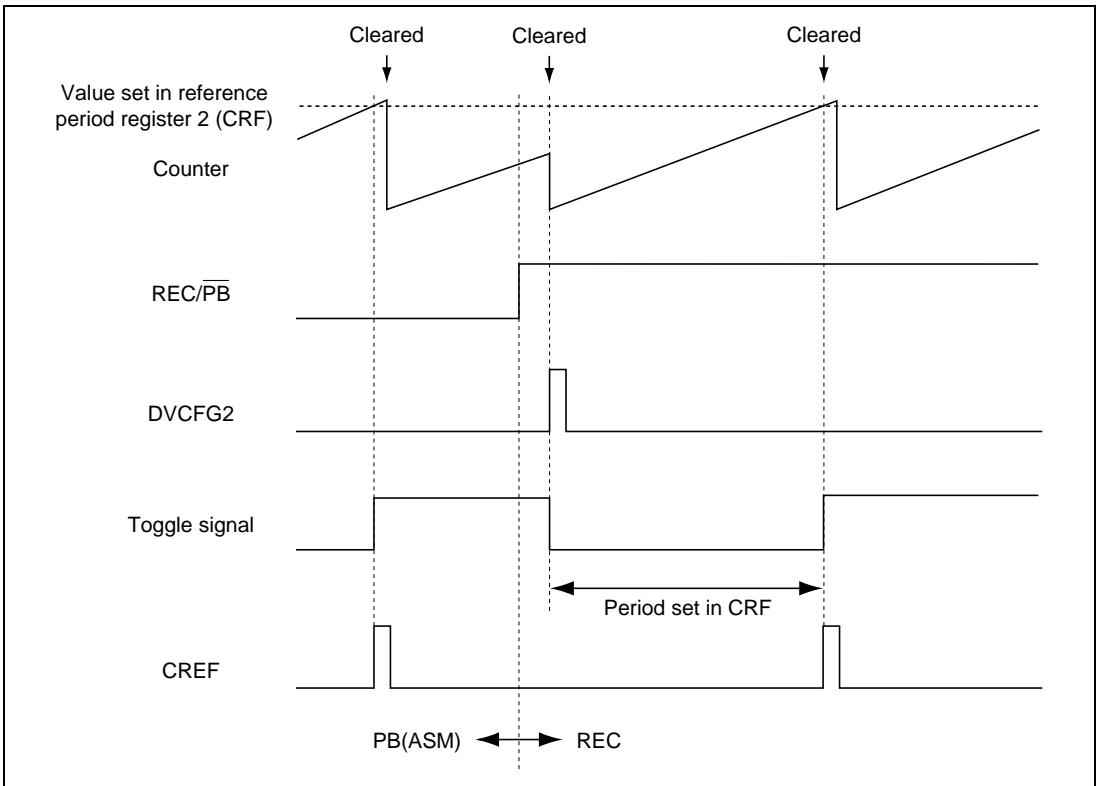 Cleared Cleared Cleared
Value set in reference
period register 2 (CRF)
Counter
REC/P̅B̅
DVCFG2
Toggle signal
Period set in CRF
CREF
PB(ASM) REC